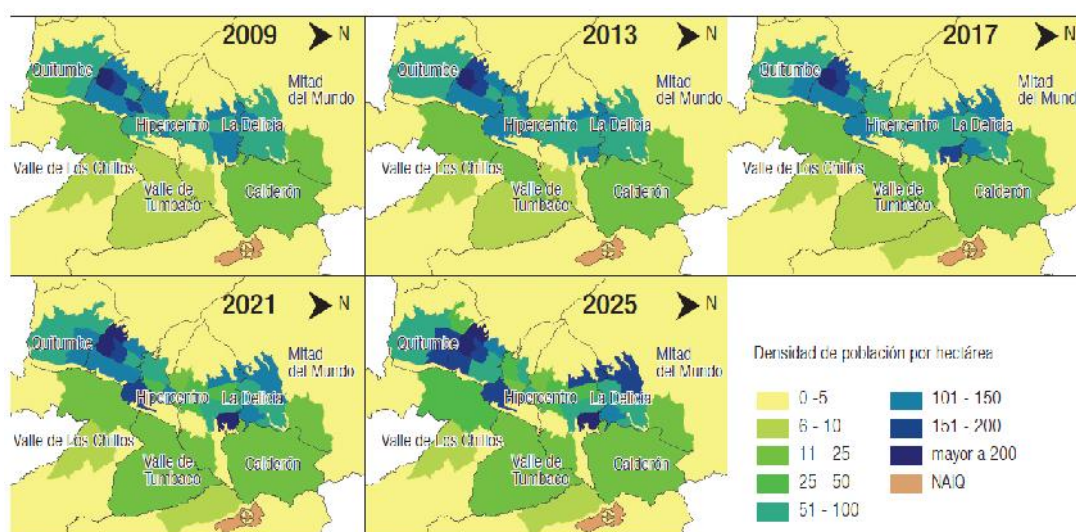 2009
N
Quitumbe
Mitad
del Mundo
Hipercentro
La Delicia
Valle de Los Chillos
Valle de
Tumbaco
Calderón
2013
N
Quitumbe
Mitad
del Mundo
Hipercentro
La Delicia
Valle de Los Chillos
Valle de
Tumbaco
Calderón
2017
N
Quitumbe
Mitad
del Mundo
Hipercentro
La Delicia
Valle de Los Chillos
Valle de
Tumbaco
Calderón
2021
N
Quitumbe
Mitad
del Mundo
Hipercentro
La Delicia
Valle de Los Chillos
Valle de
Tumbaco
Calderón
2025
N
Quitumbe
Mitad
del Mundo
Hipercentro
La Delicia
Valle de Los Chillos
Valle de
Tumbaco
Calderón
Densidad de población por hectárea
0 -5
6 - 10
11 25
25 50
51 - 100
101 - 150
151 - 200
mayor a 200
NAIQ